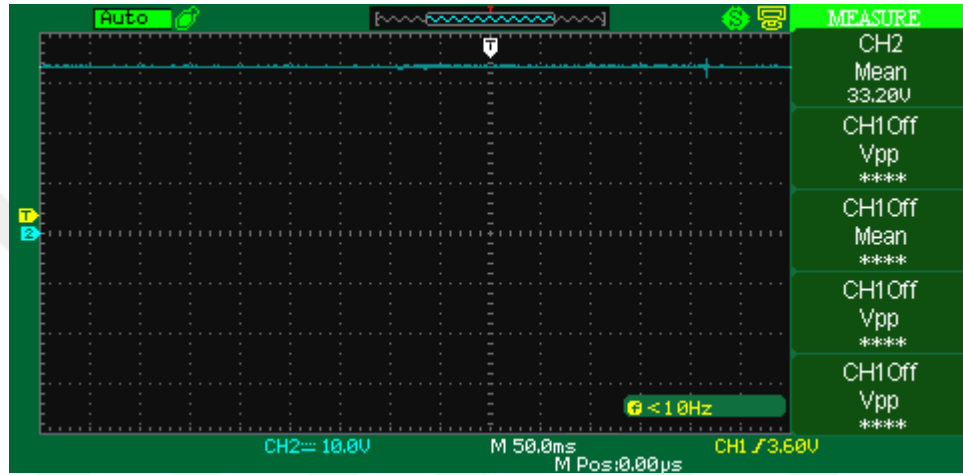 Auto
T
S
MEASURE
CH2
Mean
33.20V
CH1Off
Vpp
****
CH1Off
Mean
****
CH1Off
Vpp
****
CH1Off
Vpp
****
T
2
f <10Hz
CH2 10.0V
M 50.0ms
CH1 3.60V
M Pos:0.00µs